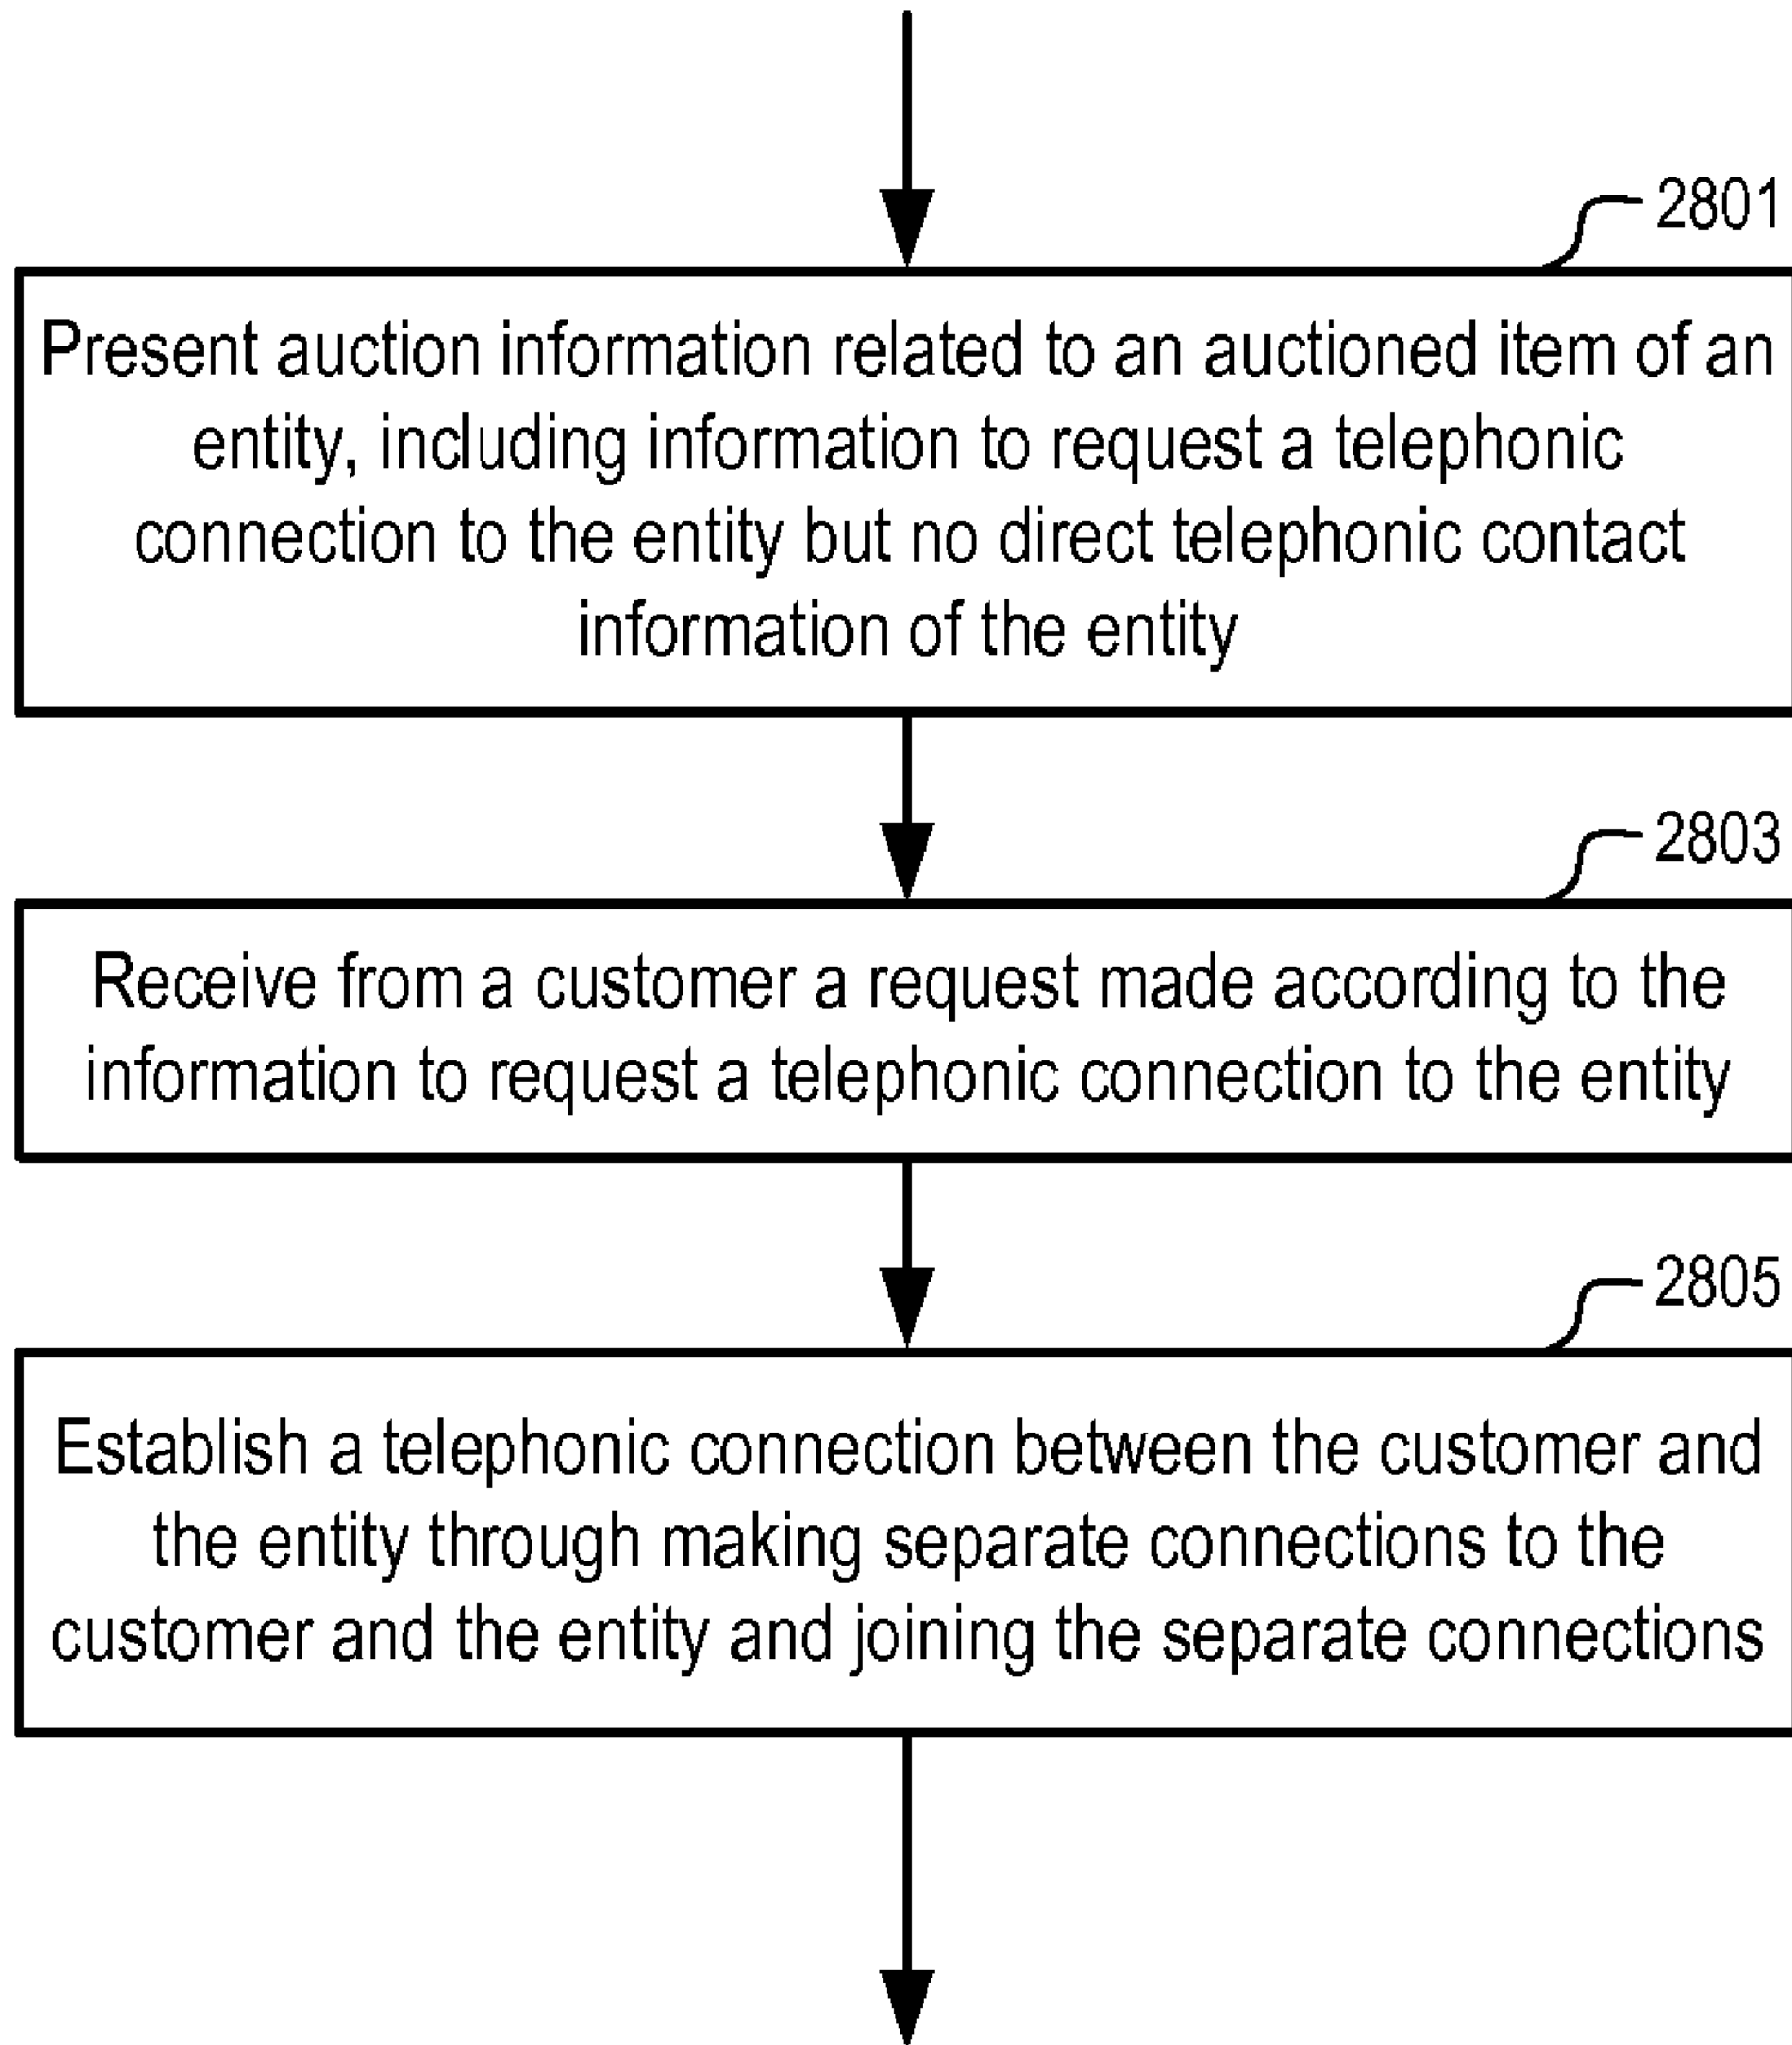 2801
Present auction information related to an auctioned item of an
entity, including information to request a telephonic
connection to the entity but no direct telephonic contact
information of the entity
2803
Receive from a customer a request made according to the
information to request a telephonic connection to the entity
2805
Establish a telephonic connection between the customer and
the entity through making separate connections to the
customer and the entity and joining the separate connections